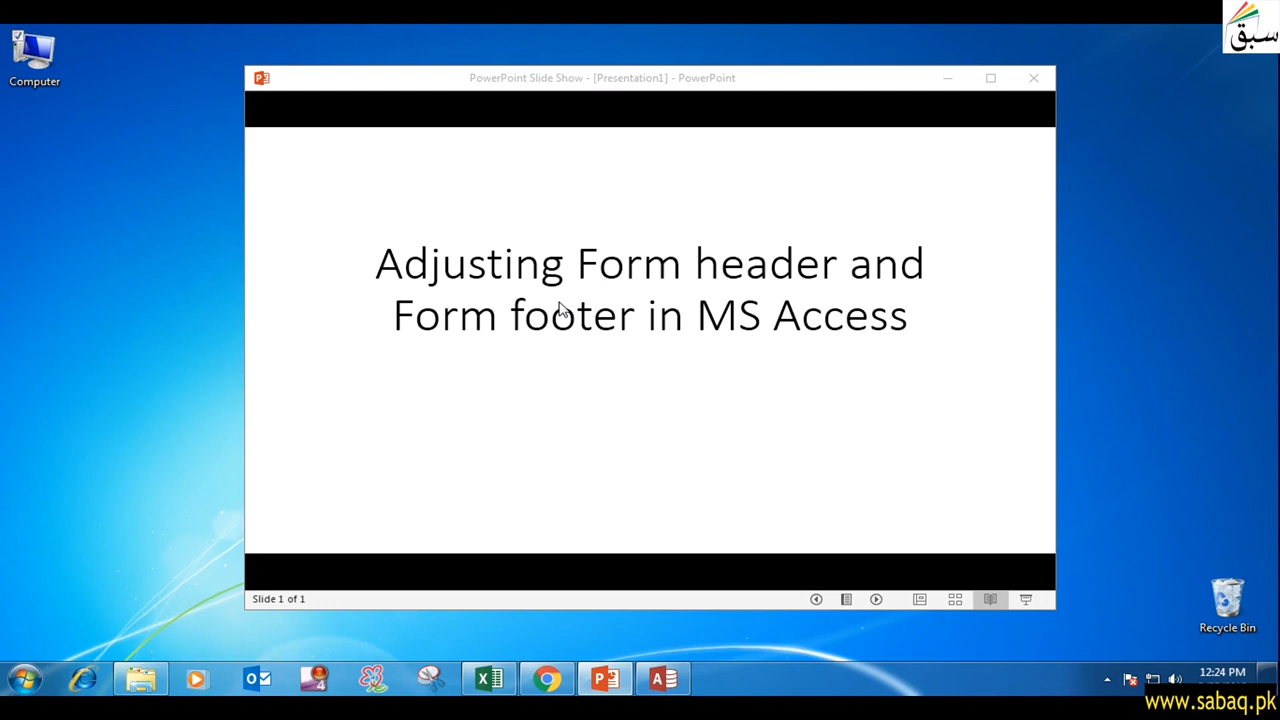 سبق
Computer
PowerPoint Slide Show - [Presentation1] - PowerPoint
Adjusting Form header and
Form footer in MS Access
Slide 1 of 1
Recycle Bin
12:24 PM
www.sabaq.pk